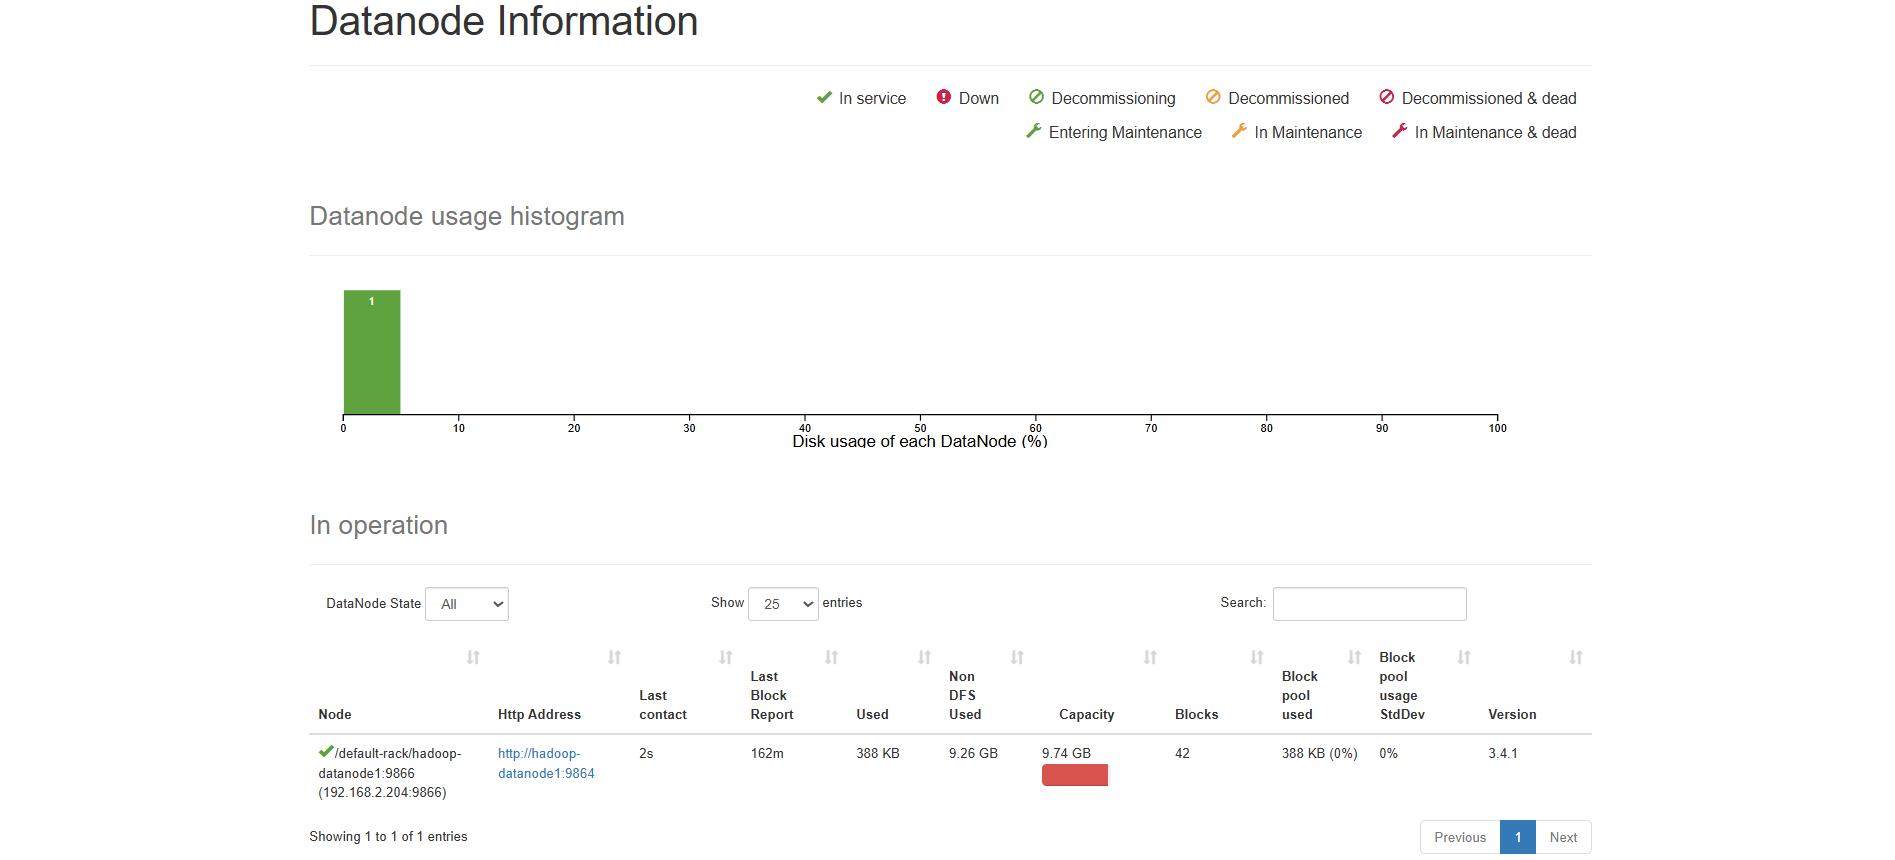 Datanode Information
In service Down Decommissioning Decommissioned Decommissioned & dead
Entering Maintenance In Maintenance In Maintenance & dead
Datanode usage histogram
1
0 10 20 30 40 50 60 70 80 90 100
Disk usage of each DataNode (%)
In operation
DataNode State All Show 25 entries Search:
Node
Http Address
Last
contact
Last
Block
Report
Used
Non
DFS
Used
Capacity
Blocks
Block
pool
used
Block
pool
usage
StdDev
Version
/default-rack/hadoop-
datanode1:9866
(192.168.2.204:9866)
http://hadoop-
datanode1:9864
2s
162m
388 KB
9.26 GB
9.74 GB
42
388 KB (0%)
0%
3.4.1
Showing 1 to 1 of 1 entries
Previous 1 Next